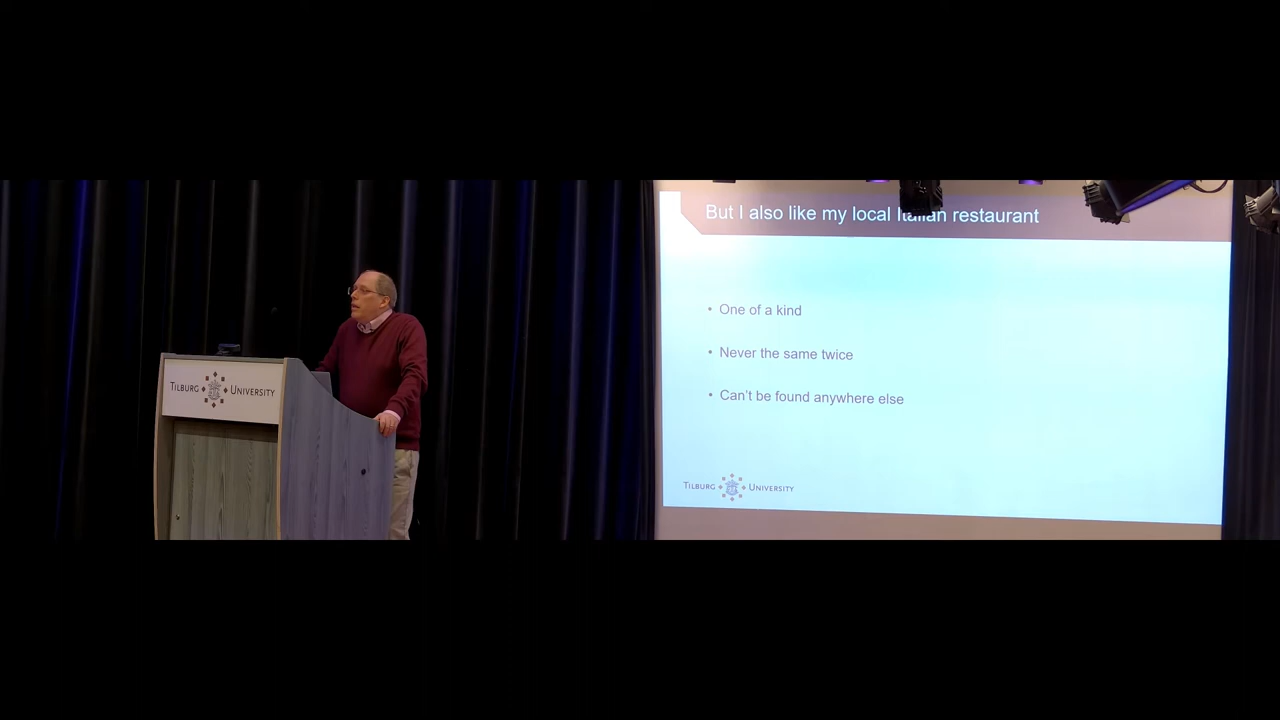 TILBURG UNIVERSITY
But I also like my local Italian restaurant
• One of a kind
• Never the same twice
• Can't be found anywhere else
TILBURG UNIVERSITY